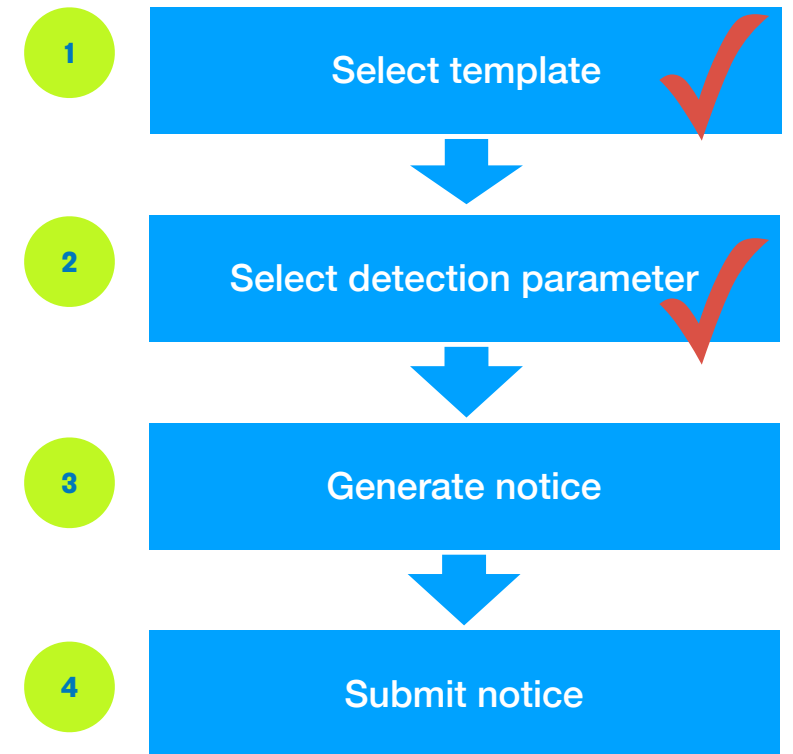 1
Select template
2
Select detection parameter
3
Generate notice
4
Submit notice